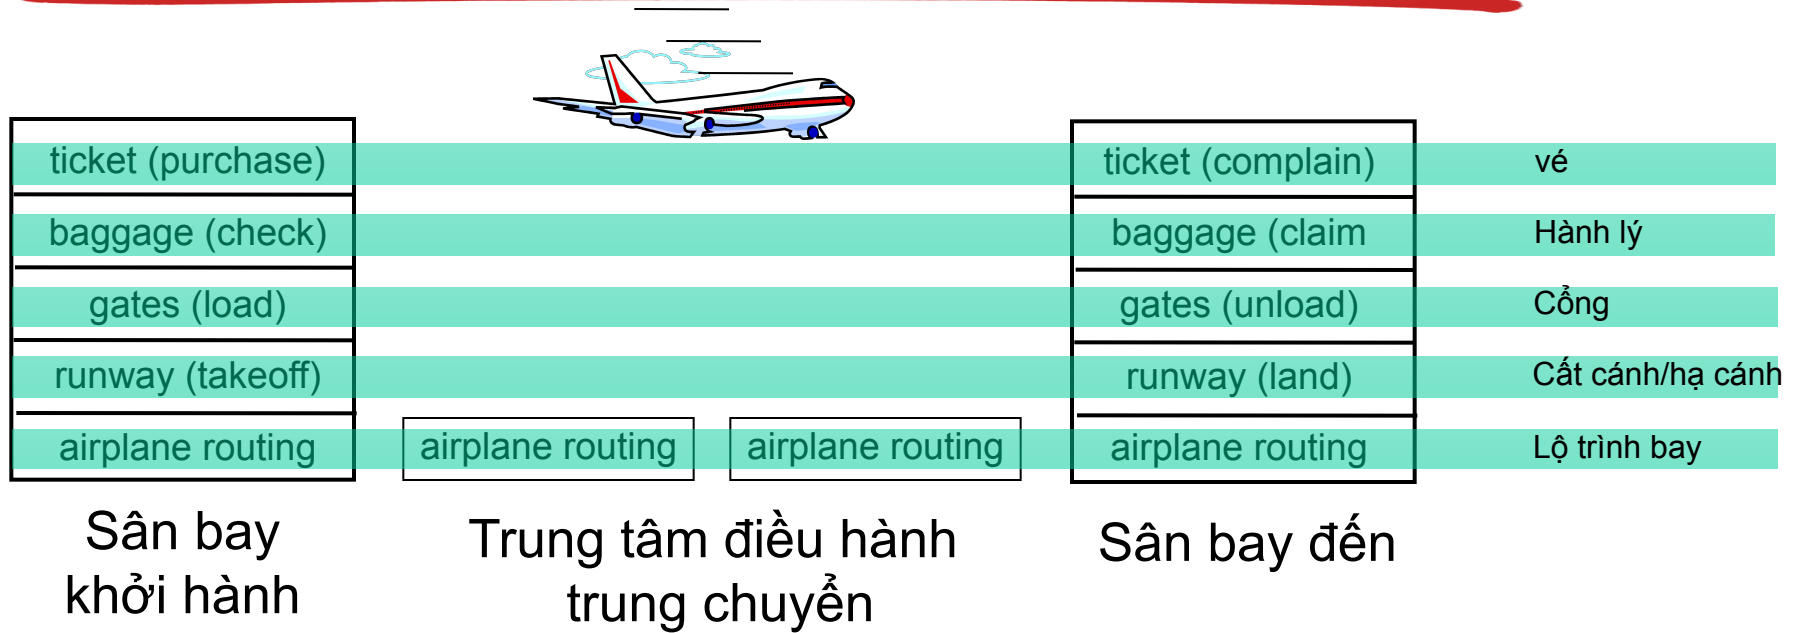 ticket (purchase)
ticket (complain)
vé
baggage (check)
baggage (claim
Hành lý
gates (load)
gates (unload)
Cổng
runway (takeoff)
runway (land)
Cất cánh/hạ cánh
airplane routing
airplane routing
airplane routing
airplane routing
Lộ trình bay
Sân bay
khởi hành
Trung tâm điều hành
trung chuyển
Sân bay đến